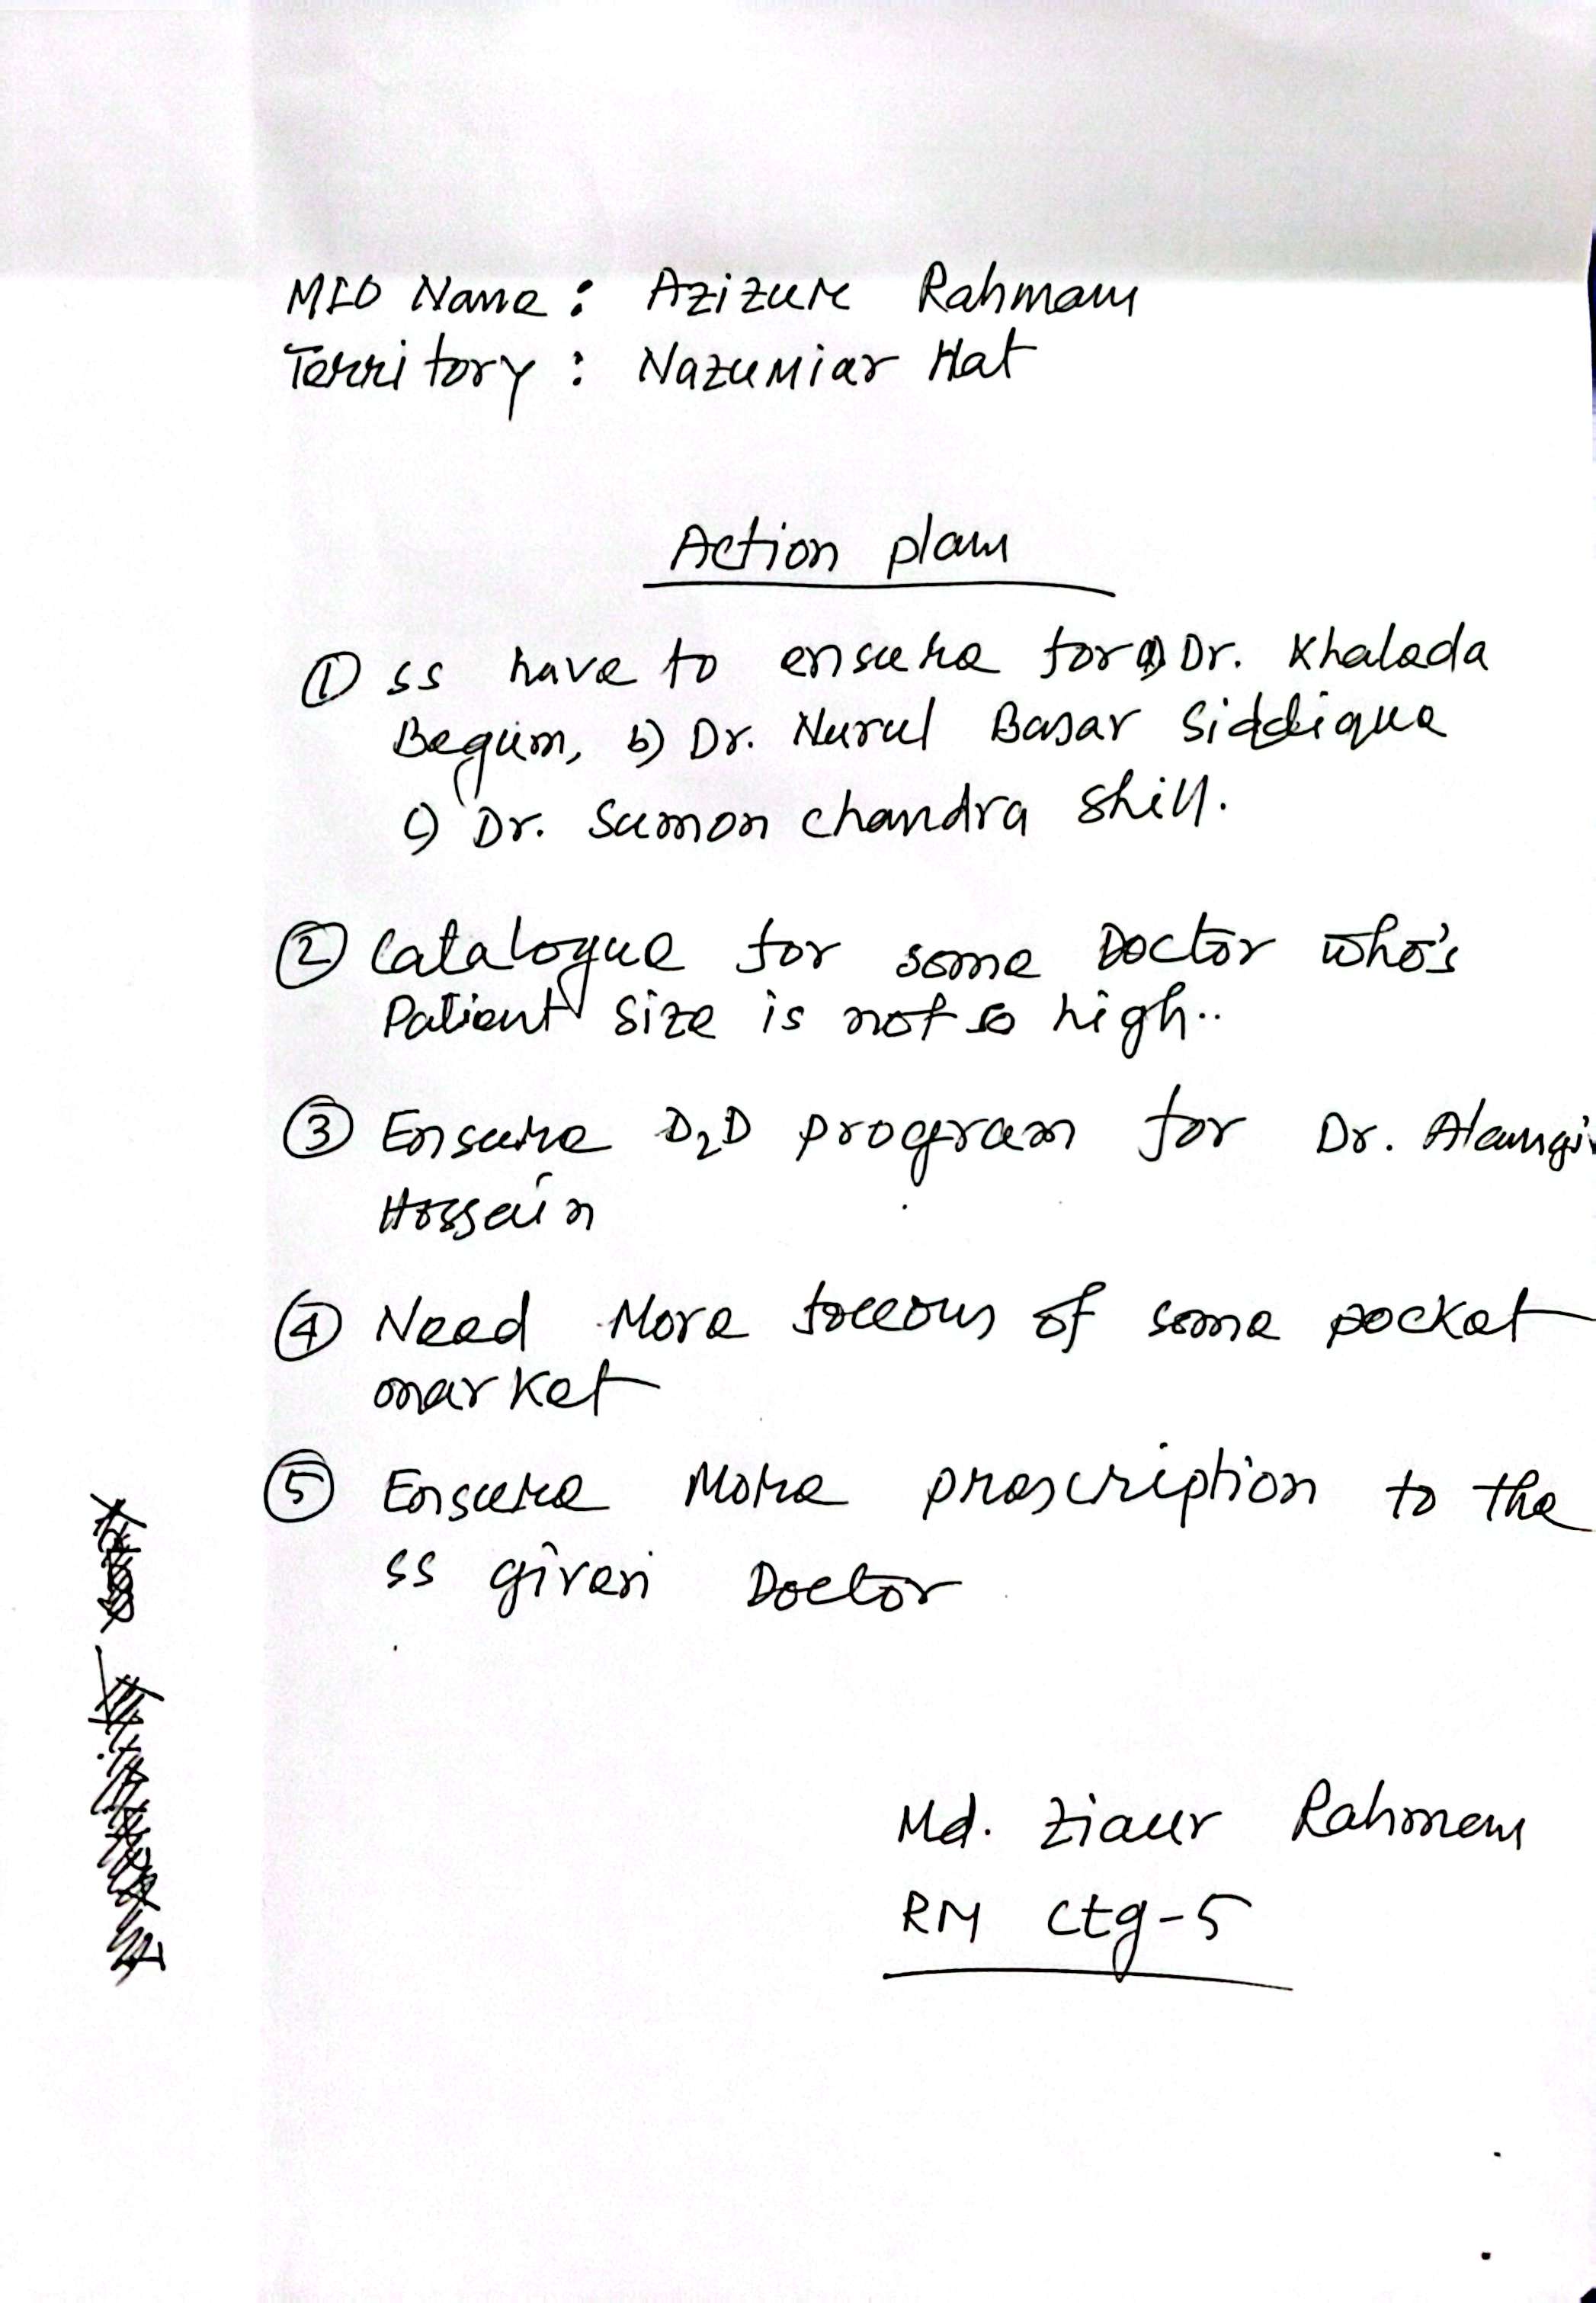 MIO Name : Azizur Rahman
Territory : Nazumiar Hat
Action plan
① SS have to ensure for a) Dr. Khaleda
Begum, b) Dr. Nurul Basar Siddique
c) Dr. Sumon chandra Shill.
② Catalogue for some Doctor who's
Patient size is not so high..
③ Ensure D2D program for Dr. Alamgir
Hossain
④ Need More foccous of some pocket
market
⑤ Ensure More prescription to the
SS given Doctor
Md. Ziaur Rahman
RM Ctg-5